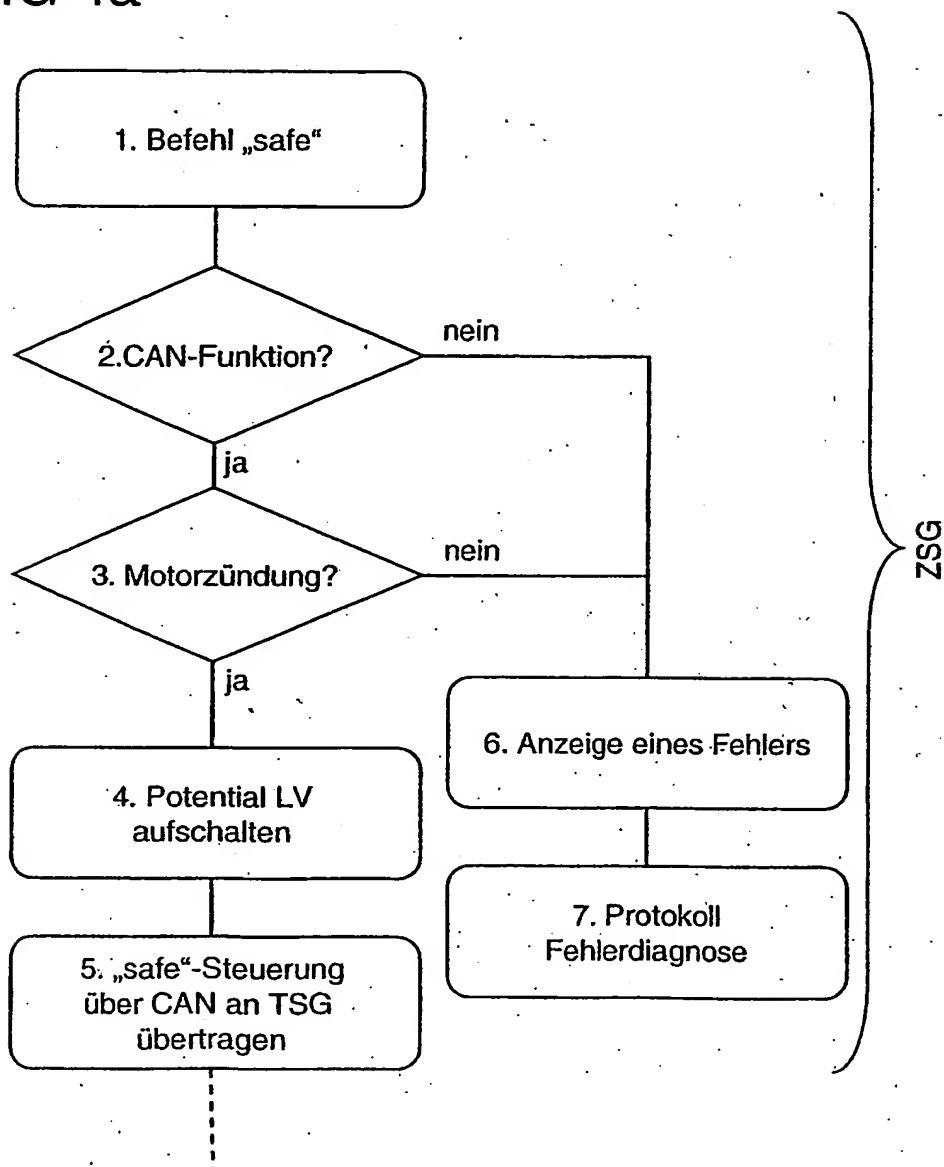 1. Befehl „safe“
2.CAN-Funktion?
nein
ja
3. Motorzündung?
nein
ja
4. Potential LV
aufschalten
5. „safe“-Steuerung
über CAN an TSG
übertragen
6. Anzeige eines Fehlers
7. Protokoll
Fehlerdiagnose
ZSG